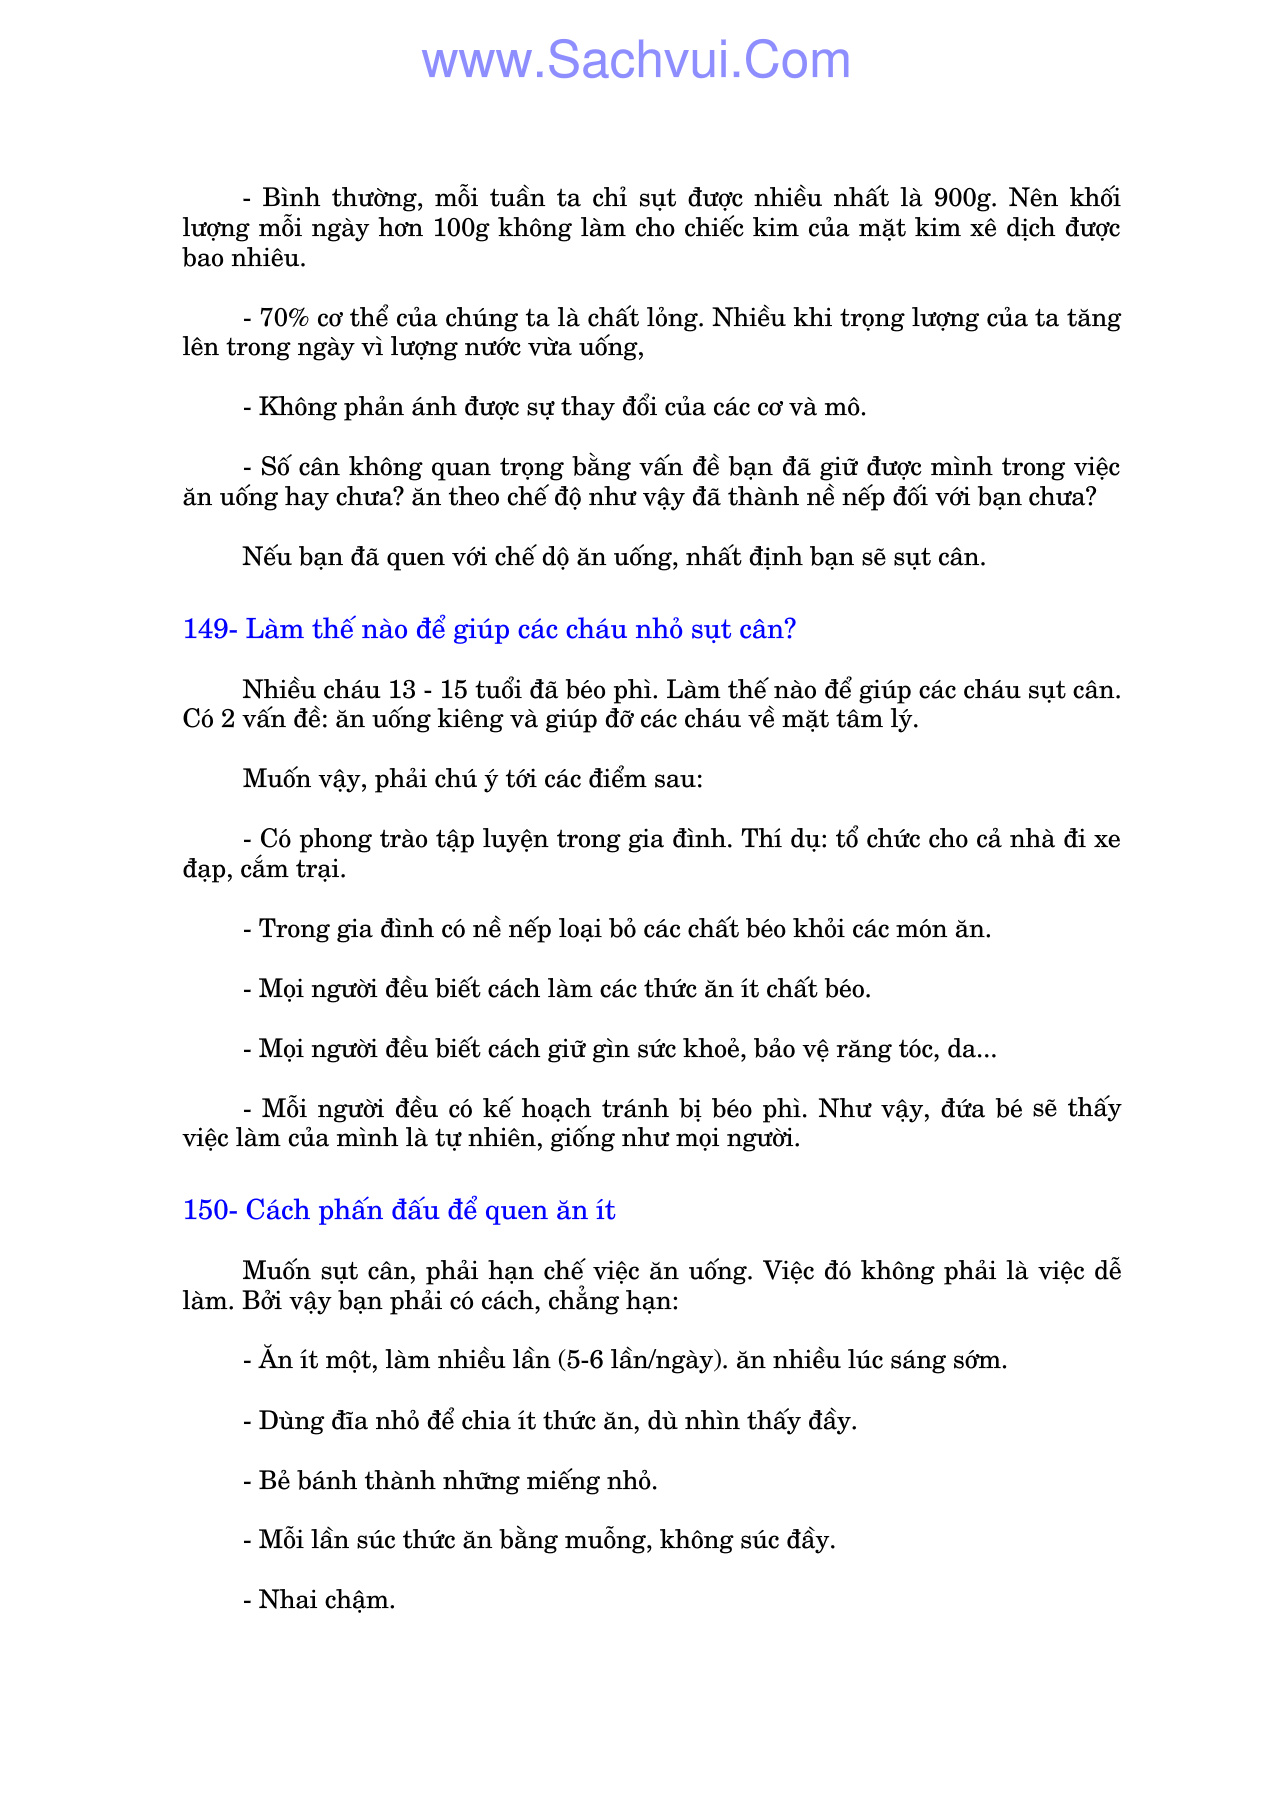 www.Sachvui.Com
- Bình thường, mỗi tuần ta chỉ sụt được nhiều nhất là 900g. Nên khối
lượng mỗi ngày hơn 100g không làm cho chiếc kim của mặt kim xê dịch được
bao nhiêu.
- 70% cơ thể của chúng ta là chất lỏng. Nhiều khi trọng lượng của ta tăng
lên trong ngày vì lượng nước vừa uống,
- Không phản ánh được sự thay đổi của các cơ và mô.
- Số cân không quan trọng bằng vấn đề bạn đã giữ được mình trong việc
ăn uống hay chưa? ăn theo chế độ như vậy đã thành nề nếp đối với bạn chưa?
Nếu bạn đã quen với chế dộ ăn uống, nhất định bạn sẽ sụt cân.
149- Làm thế nào để giúp các cháu nhỏ sụt cân?
Nhiều cháu 13 - 15 tuổi đã béo phì. Làm thế nào để giúp các cháu sụt cân.
Có 2 vấn đề: ăn uống kiêng và giúp đỡ các cháu về mặt tâm lý.
Muốn vậy, phải chú ý tới các điểm sau:
- Có phong trào tập luyện trong gia đình. Thí dụ: tổ chức cho cả nhà đi xe
đạp, cắm trại.
- Trong gia đình có nề nếp loại bỏ các chất béo khỏi các món ăn.
- Mọi người đều biết cách làm các thức ăn ít chất béo.
- Mọi người đều biết cách giữ gìn sức khoẻ, bảo vệ răng tóc, da...
- Mỗi người đều có kế hoạch tránh bị béo phì. Như vậy, đứa bé sẽ thấy
việc làm của mình là tự nhiên, giống như mọi người.
150- Cách phấn đấu để quen ăn ít
Muốn sụt cân, phải hạn chế việc ăn uống. Việc đó không phải là việc dễ
làm. Bởi vậy bạn phải có cách, chẳng hạn:
- Ăn ít một, làm nhiều lần (5-6 lần/ngày). ăn nhiều lúc sáng sớm.
- Dùng đĩa nhỏ để chia ít thức ăn, dù nhìn thấy đầy.
- Bẻ bánh thành những miếng nhỏ.
- Mỗi lần súc thức ăn bằng muỗng, không súc đầy.
- Nhai chậm.